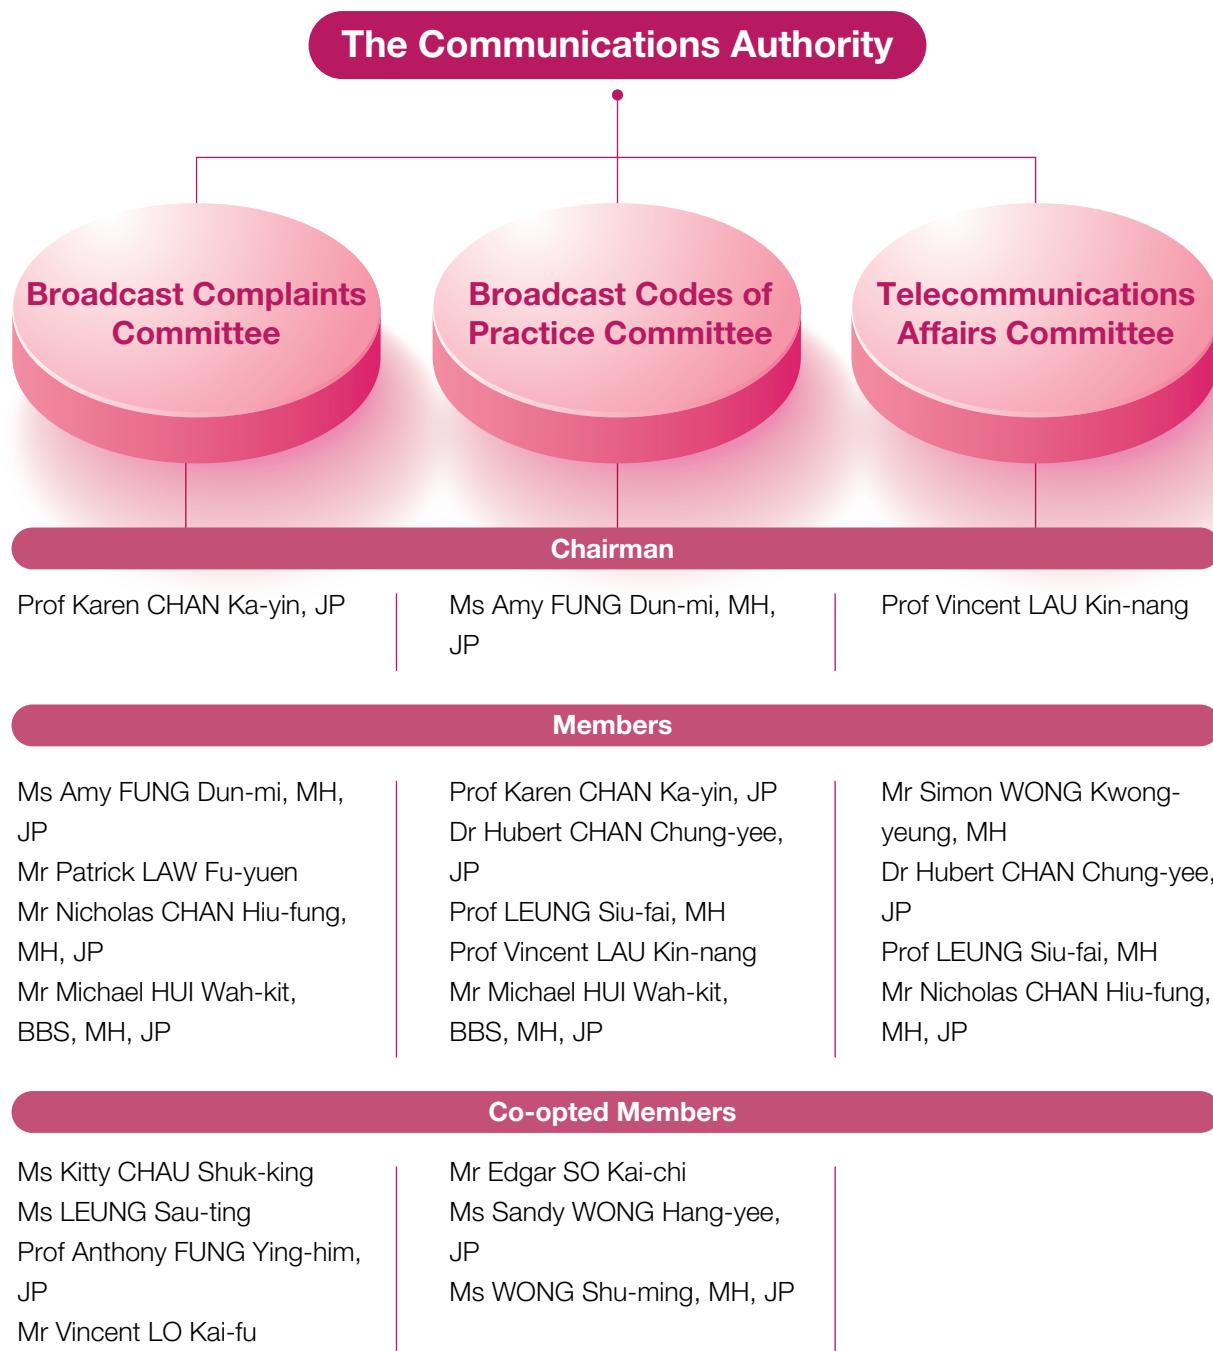 The Communications Authority
Broadcast Complaints
Committee
Broadcast Codes of
Practice Committee
Telecommunications
Affairs Committee
Chairman
Prof Karen CHAN Ka-yin, JP
Ms Amy FUNG Dun-mi, MH,
JP
Prof Vincent LAU Kin-nang
Members
Ms Amy FUNG Dun-mi, MH,
JP
Mr Patrick LAW Fu-yuen
Mr Nicholas CHAN Hiu-fung,
MH, JP
Mr Michael HUI Wah-kit,
BBS, MH, JP
Prof Karen CHAN Ka-yin, JP
Dr Hubert CHAN Chung-yee,
JP
Prof LEUNG Siu-fai, MH
Prof Vincent LAU Kin-nang
Mr Michael HUI Wah-kit,
BBS, MH, JP
Mr Simon WONG Kwong-
yeung, MH
Dr Hubert CHAN Chung-yee,
JP
Prof LEUNG Siu-fai, MH
Mr Nicholas CHAN Hiu-fung,
MH, JP
Co-opted Members
Ms Kitty CHAU Shuk-king
Ms LEUNG Sau-ting
Prof Anthony FUNG Ying-him,
JP
Mr Vincent LO Kai-fu
Mr Edgar SO Kai-chi
Ms Sandy WONG Hang-yee,
JP
Ms WONG Shu-ming, MH, JP